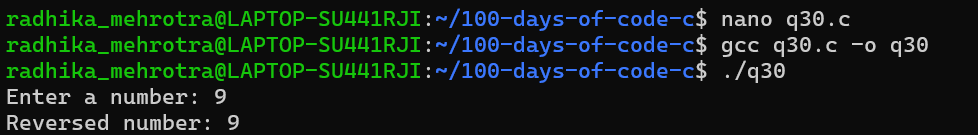 radhika_mehrotra@LAPTOP-SU441RJI:~/100-days-of-code-c$ nano q30.c
radhika_mehrotra@LAPTOP-SU441RJI:~/100-days-of-code-c$ gcc q30.c -o q30
radhika_mehrotra@LAPTOP-SU441RJI:~/100-days-of-code-c$ ./q30
Enter a number: 9
Reversed number: 9